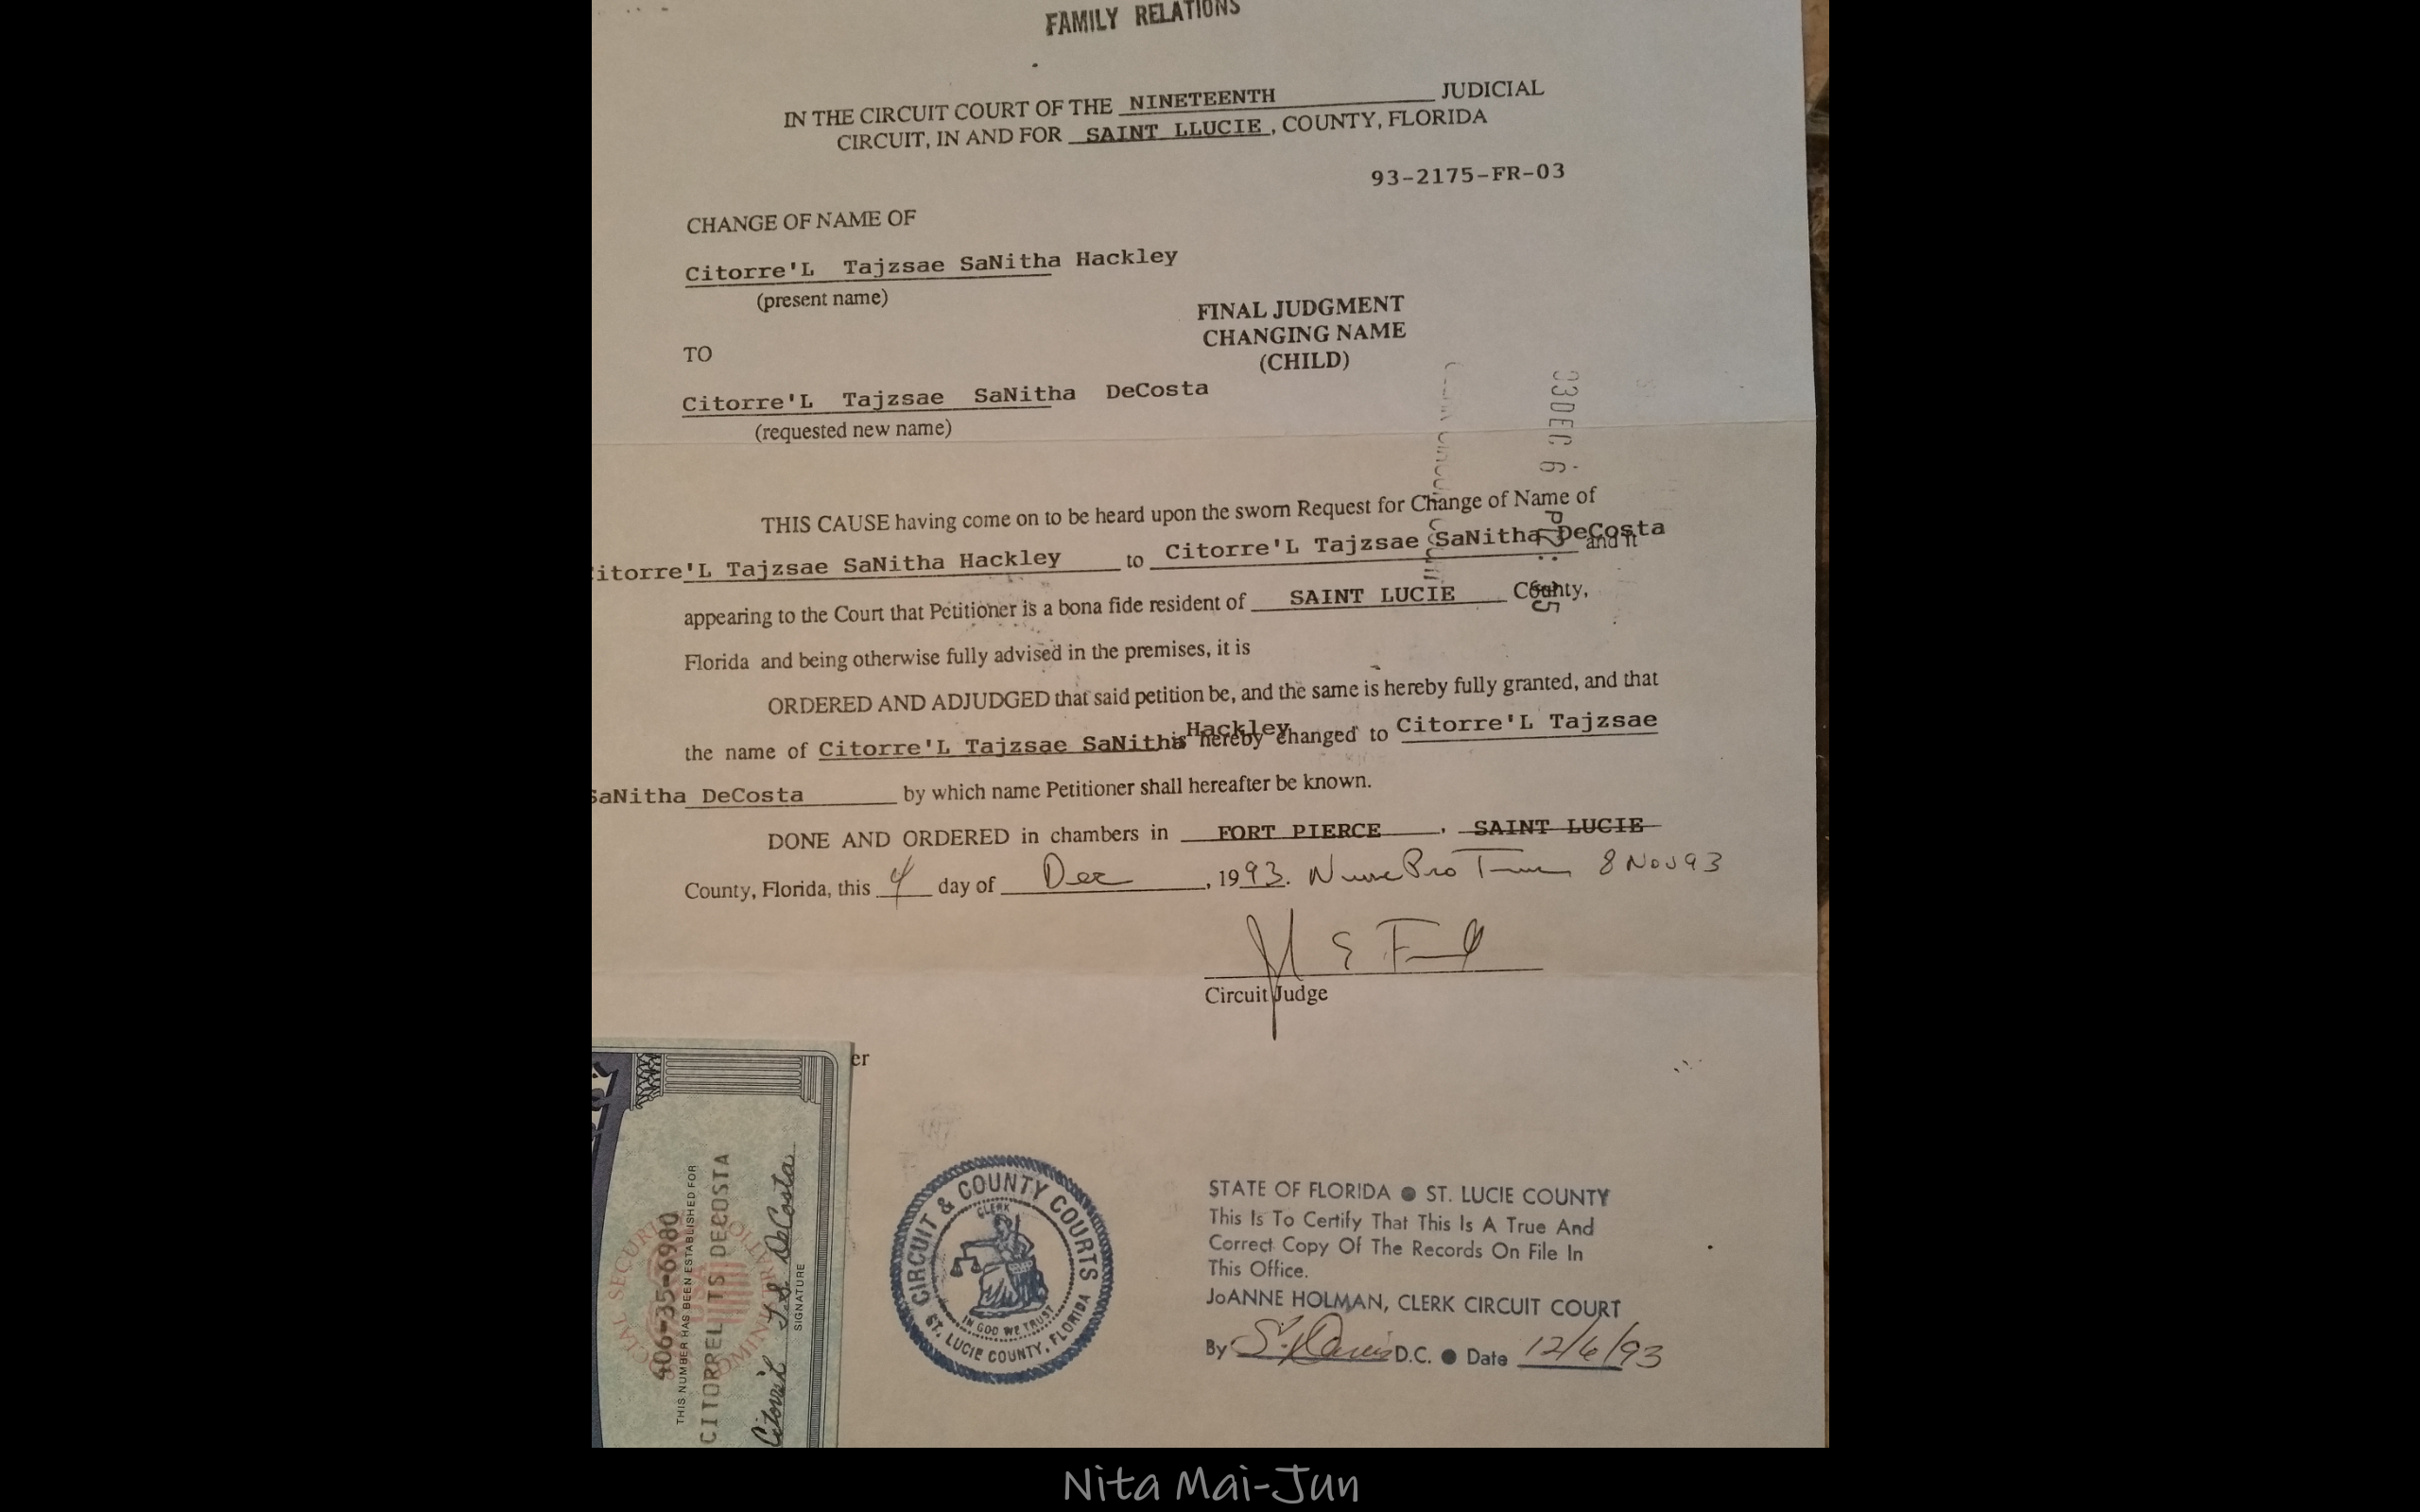 FAMILY RELATIONS
IN THE CIRCUIT COURT OF THE NINETEENTH JUDICIAL
CIRCUIT, IN AND FOR SAINT LLUCIE, COUNTY, FLORIDA
93-2175-FR-03
CHANGE OF NAME OF
Citorre'L Tajzsae SaNitha Hackley
(present name)
FINAL JUDGMENT
CHANGING NAME
(CHILD)
TO
Citorre'L Tajzsae SaNitha DeCosta
(requested new name)
93 DEC 6 P2:35
THIS CAUSE having come on to be heard upon the sworn Request for Change of Name of
Citorre'L Tajzsae SaNitha Hackley to Citorre'L Tajzsae SaNitha DeCosta and it
appearing to the Court that Petitioner is a bona fide resident of SAINT LUCIE County,
Florida and being otherwise fully advised in the premises, it is
ORDERED AND ADJUDGED that said petition be, and the same is hereby fully granted, and that
the name of Citorre'L Tajzsae SaNitha Hackley is hereby changed to Citorre'L Tajzsae
SaNitha DeCosta by which name Petitioner shall hereafter be known.
DONE AND ORDERED in chambers in FORT PIERCE, SAINT LUCIE
County, Florida, this 4 day of Dec, 1993. Nunc Pro Tunc 8 Nov 93
Circuit Judge
er
SOCIAL SECURITY ADMINISTRATION
406-35-6980
THIS NUMBER HAS BEEN ESTABLISHED FOR
CITORREL TS DECOSTA
Citorre'L T.S. DeCosta
SIGNATURE
CIRCUIT & COUNTY COURTS
CLERK
IN GOD WE TRUST
ST. LUCIE COUNTY, FLORIDA
STATE OF FLORIDA ● ST. LUCIE COUNTY
This Is To Certify That This Is A True And
Correct Copy Of The Records On File In
This Office.
JoANNE HOLMAN, CLERK CIRCUIT COURT
By S. Davis D.C. ● Date 12/6/93
Nita Mai-Jun